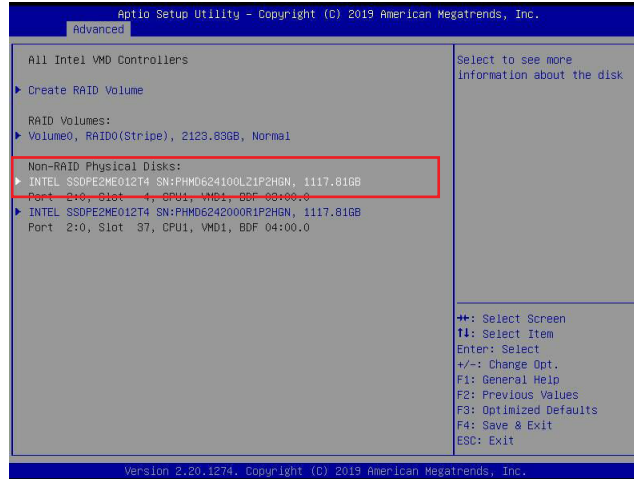 Aptio Setup Utility – Copyright (C) 2019 American Megatrends, Inc.
Advanced
All Intel VMD Controllers
Create RAID Volume
RAID Volumes:
Volume0, RAID0(Stripe), 2123.83GB, Normal
Non-RAID Physical Disks:
INTEL SSDPE2ME012T4 SN:PHMD624100LZ1P2HGN, 1117.81GB
Port 2:0, Slot 4, CPU1, VMD1, BDF 03:00.0
INTEL SSDPE2ME012T4 SN:PHMD6242000R1P2HGN, 1117.81GB
Port 2:0, Slot 37, CPU1, VMD1, BDF 04:00.0
Select to see more
information about the disk
→←: Select Screen
↑↓: Select Item
Enter: Select
+/-: Change Opt.
F1: General Help
F2: Previous Values
F3: Optimized Defaults
F4: Save & Exit
ESC: Exit
Version 2.20.1274. Copyright (C) 2019 American Megatrends, Inc.